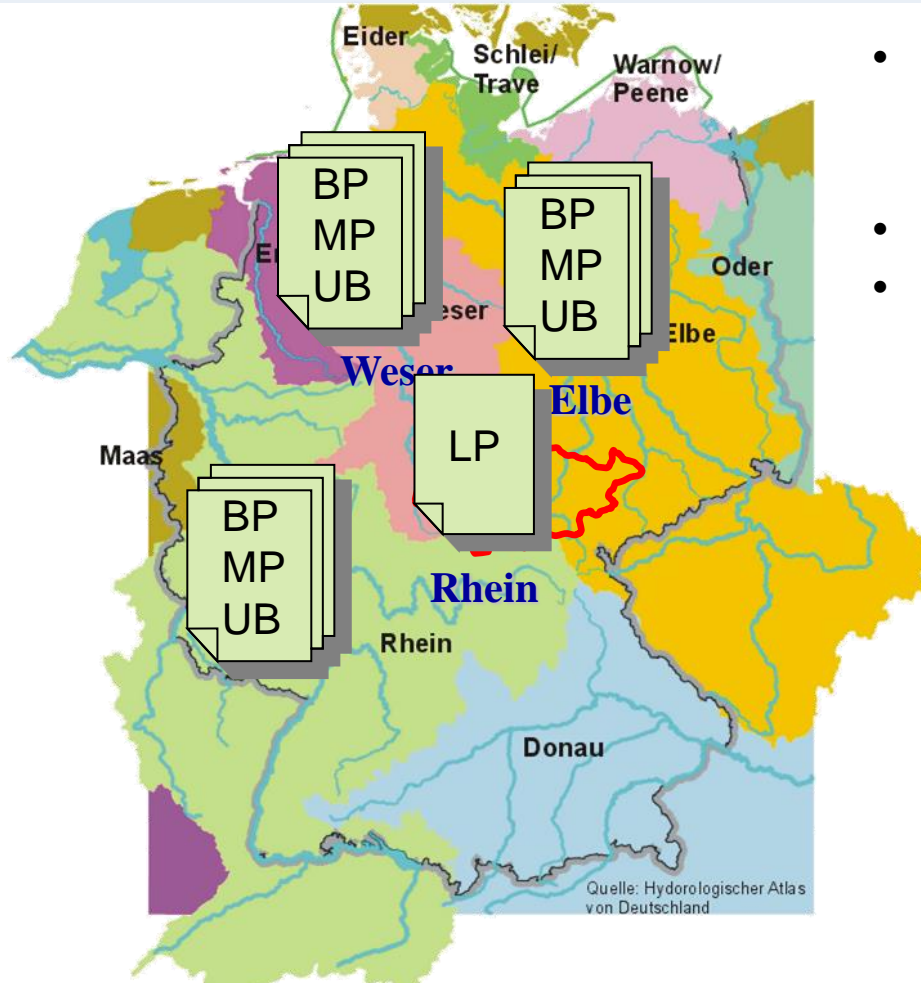 Eider
Schlei/
Trave
Warnow/
Peene
BP
MP
UB
BP
MP
UB
Oder
Elbe
Weser
Elbe
Maas
LP
BP
MP
UB
Rhein
Rhein
Donau
Quelle: Hydorologischer Atlas
von Deutschland